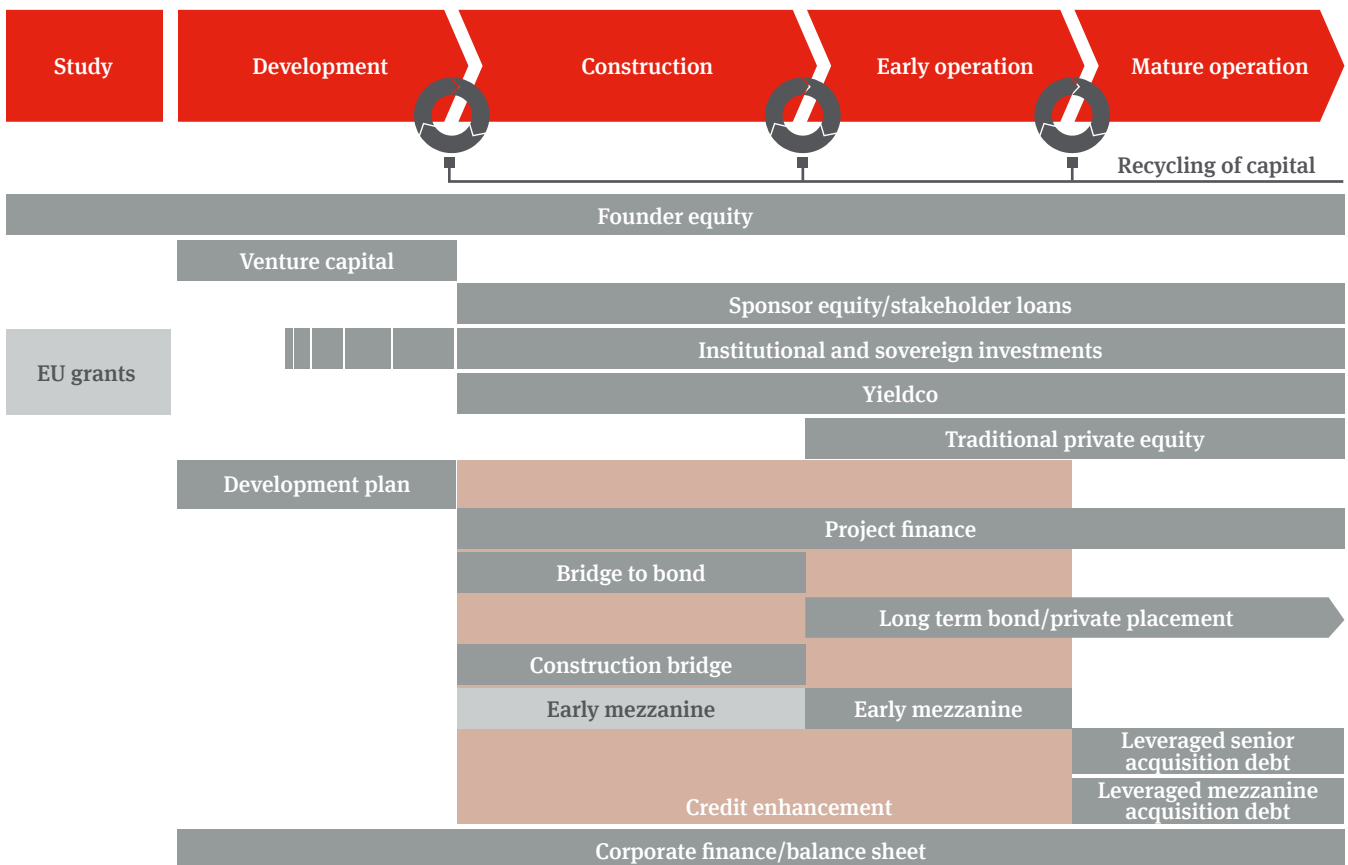 Study
Development
Construction
Early operation
Mature operation
Recycling of capital
Founder equity
Venture capital
Sponsor equity/stakeholder loans
EU grants
Institutional and sovereign investments
Yieldco
Traditional private equity
Development plan
Project finance
Bridge to bond
Long term bond/private placement
Construction bridge
Early mezzanine
Early mezzanine
Leveraged senior
acquisition debt
Leveraged mezzanine
acquisition debt
Credit enhancement
Corporate finance/balance sheet